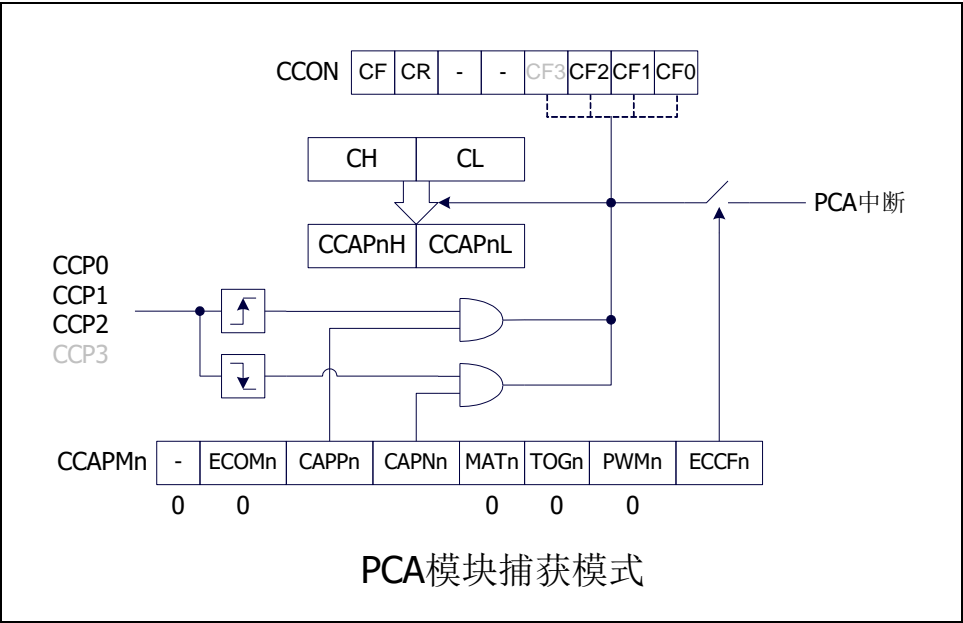 CCON CF CR - - CF3 CF2 CF1 CF0
CH CL
PCA中断
CCAPnH CCAPnL
CCP0
CCP1
CCP2
CCP3
CCAPMn - ECOMn CAPPn CAPNn MATn TOGn PWMn ECCFn
0 0 0 0 0
PCA模块捕获模式